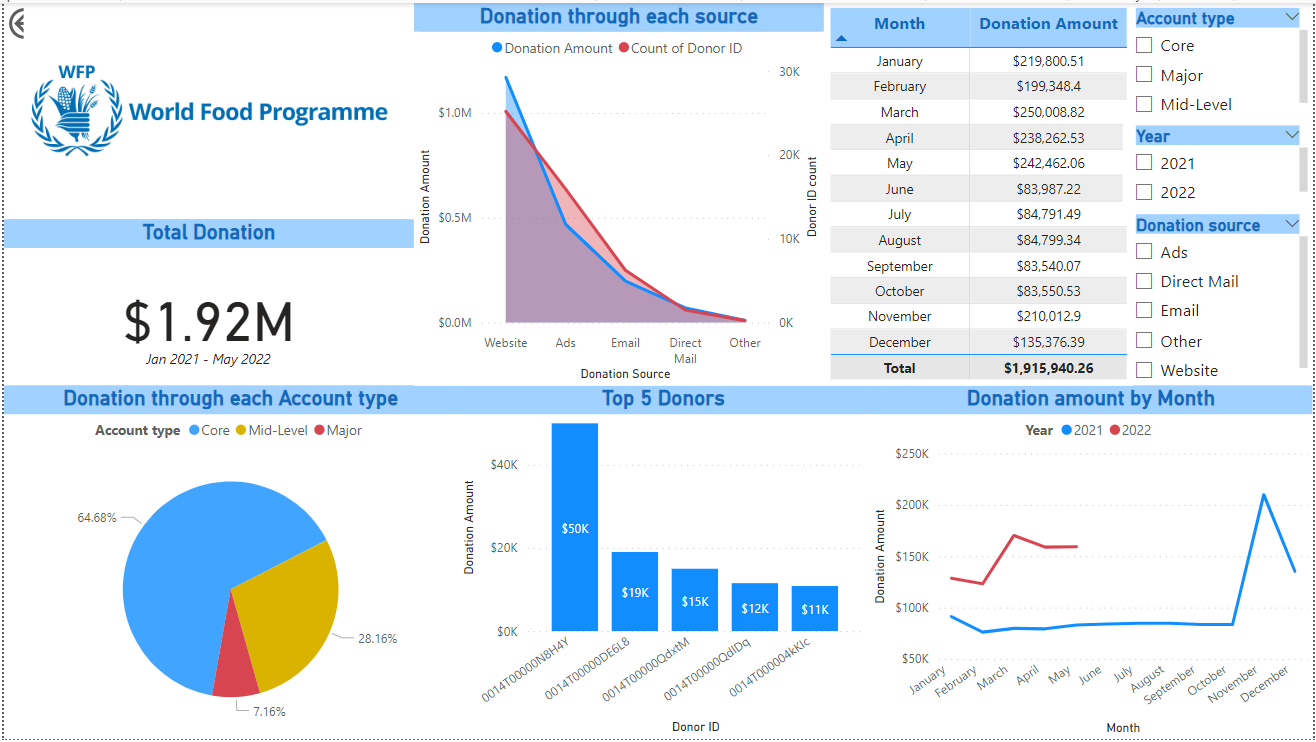 WFP
World Food Programme
Total Donation
$1.92M
Jan 2021 - May 2022
Donation through each source
Donation Amount Count of Donor ID
Donation Amount
$1.0M
$0.5M
$0.0M
30K
20K
10K
0K
Donor ID count
Website Ads Email Direct Mail Other
Donation Source
Month Donation Amount
January $219,800.51
February $199,348.4
March $250,008.82
April $238,262.53
May $242,462.06
June $83,987.22
July $84,791.49
August $84,799.34
September $83,540.07
October $83,550.53
November $210,012.9
December $135,376.39
Total $1,915,940.26
Account type
Core
Major
Mid-Level
Year
2021
2022
Donation source
Ads
Direct Mail
Email
Other
Website
Donation through each Account type
Account type Core Mid-Level Major
64.68%
28.16%
7.16%
Top 5 Donors
Donation Amount
$40K
$20K
$0K
$50K
$19K
$15K
$12K
$11K
0014T00000N8H4Y
0014T00000DE6L8
0014T00000QdxtM
0014T00000QdlDq
0014T000004kKlc
Donor ID
Donation amount by Month
Year 2021 2022
Donation Amount
$250K
$200K
$150K
$100K
$50K
January February March April May June July August September October November December
Month